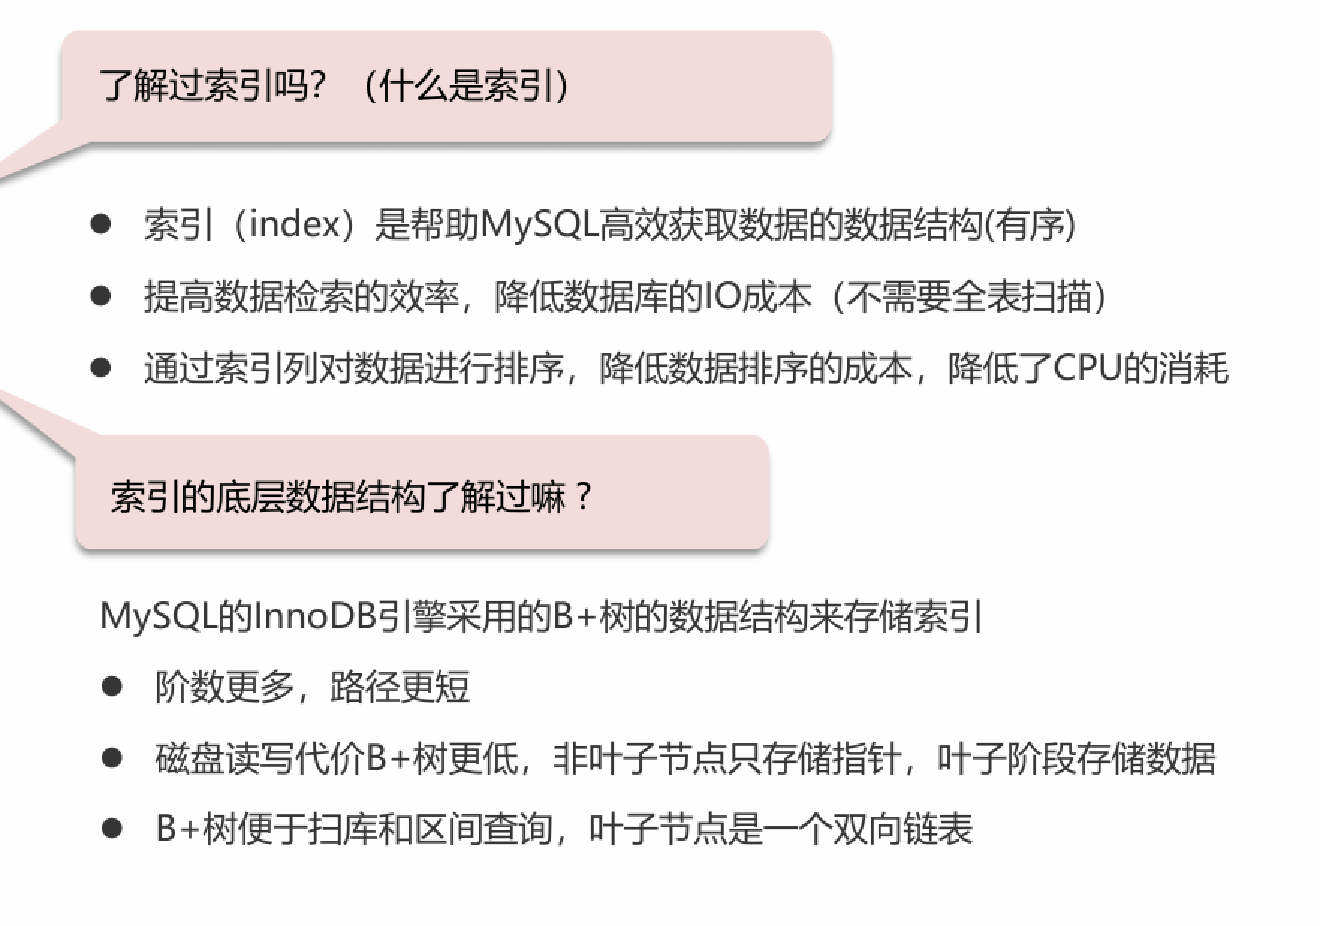 了解过索引吗？（什么是索引）
● 索引（index）是帮助MySQL高效获取数据的数据结构(有序)
● 提高数据检索的效率，降低数据库的IO成本（不需要全表扫描）
● 通过索引列对数据进行排序，降低数据排序的成本，降低了CPU的消耗
索引的底层数据结构了解过嘛？
MySQL的InnoDB引擎采用的B+树的数据结构来存储索引
● 阶数更多，路径更短
● 磁盘读写代价B+树更低，非叶子节点只存储指针，叶子阶段存储数据
● B+树便于扫库和区间查询，叶子节点是一个双向链表